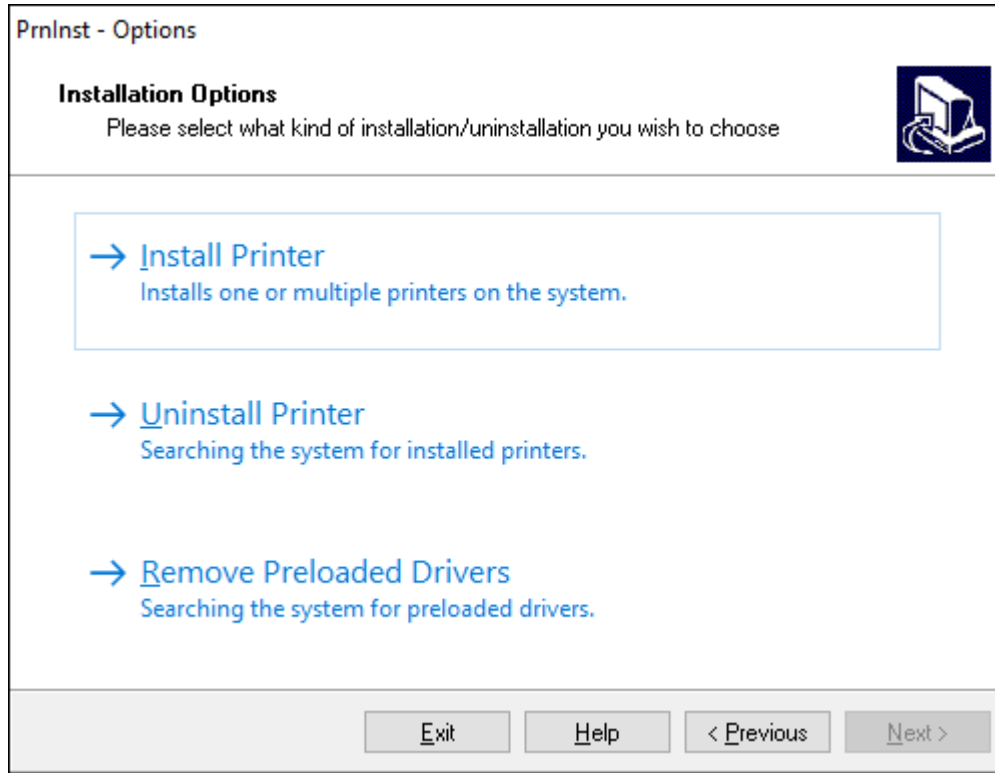 PrnInst - Options
Installation Options
Please select what kind of installation/uninstallation you wish to choose
→ Install Printer
Installs one or multiple printers on the system.
→ Uninstall Printer
Searching the system for installed printers.
→ Remove Preloaded Drivers
Searching the system for preloaded drivers.
Exit Help < Previous Next >